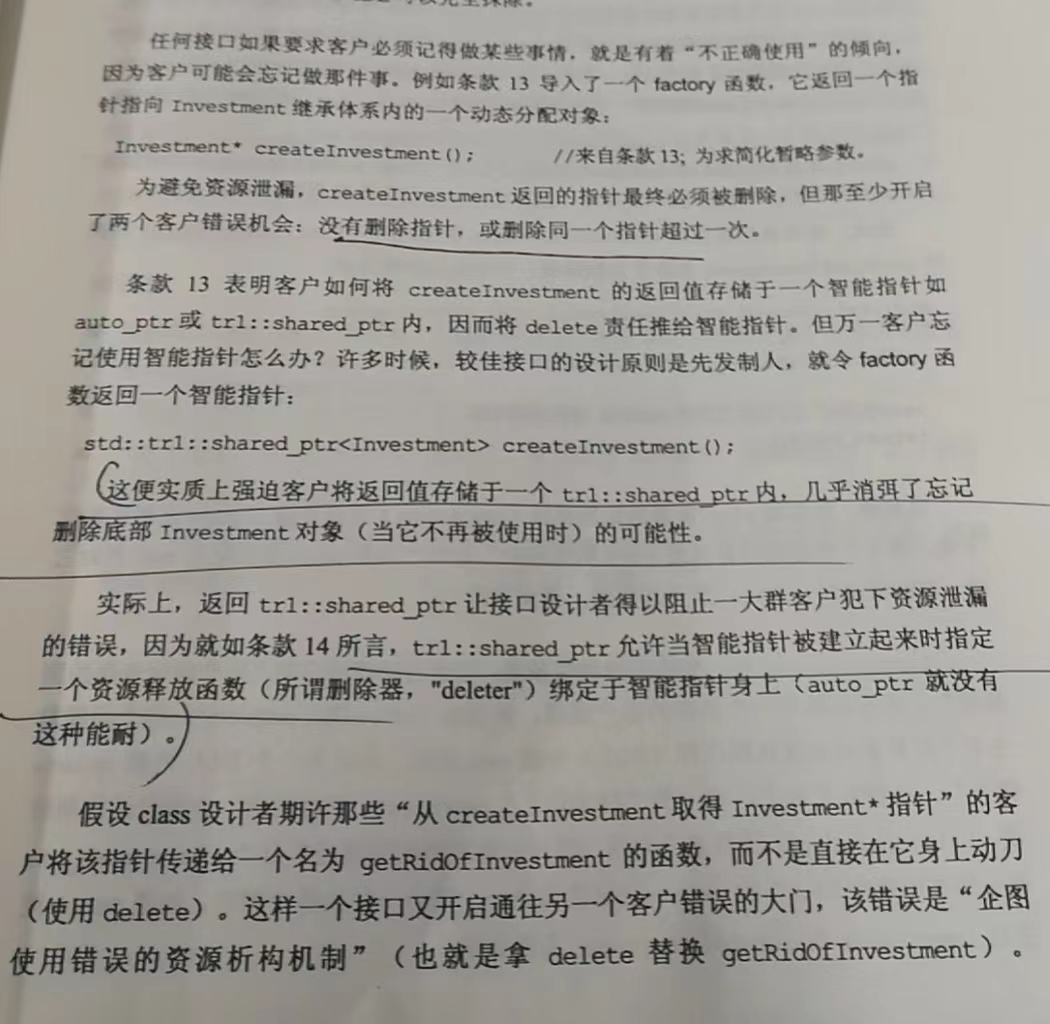 任何接口如果要求客户必须记得做某些事情，就是有着“不正确使用”的倾向，
因为客户可能会忘记做那件事。例如条款 13 导入了一个 factory 函数，它返回一个指
针指向 Investment 继承体系内的一个动态分配对象：
Investment* createInvestment(); //来自条款13; 为求简化暂略参数。
为避免资源泄漏，createInvestment 返回的指针最终必须被删除，但那至少开启
了两个客户错误机会：没有删除指针，或删除同一个指针超过一次。
条款 13 表明客户如何将 createInvestment 的返回值存储于一个智能指针如
auto_ptr 或 tr1::shared_ptr 内，因而将 delete 责任推给智能指针。但万一客户忘
记使用智能指针怎么办？许多时候，较佳接口的设计原则是先发制人，就令 factory 函
数返回一个智能指针：
std::tr1::shared_ptr<Investment> createInvestment();
这便实质上强迫客户将返回值存储于一个 tr1::shared_ptr 内，几乎消弭了忘记
删除底部 Investment 对象（当它不再被使用时）的可能性。
实际上，返回 tr1::shared_ptr 让接口设计者得以阻止一大群客户犯下资源泄漏
的错误，因为就如条款 14 所言，tr1::shared_ptr 允许当智能指针被建立起来时指定
一个资源释放函数（所谓删除器，"deleter"）绑定于智能指针身上（auto_ptr 就没有
这种能耐）。
假设 class 设计者期许那些“从 createInvestment 取得 Investment* 指针”的客
户将该指针传递给一个名为 getRidOfInvestment 的函数，而不是直接在它身上动刀
（使用 delete）。这样一个接口又开启通往另一个客户错误的大门，该错误是“企图
使用错误的资源析构机制”（也就是拿 delete 替换 getRidOfInvestment）。